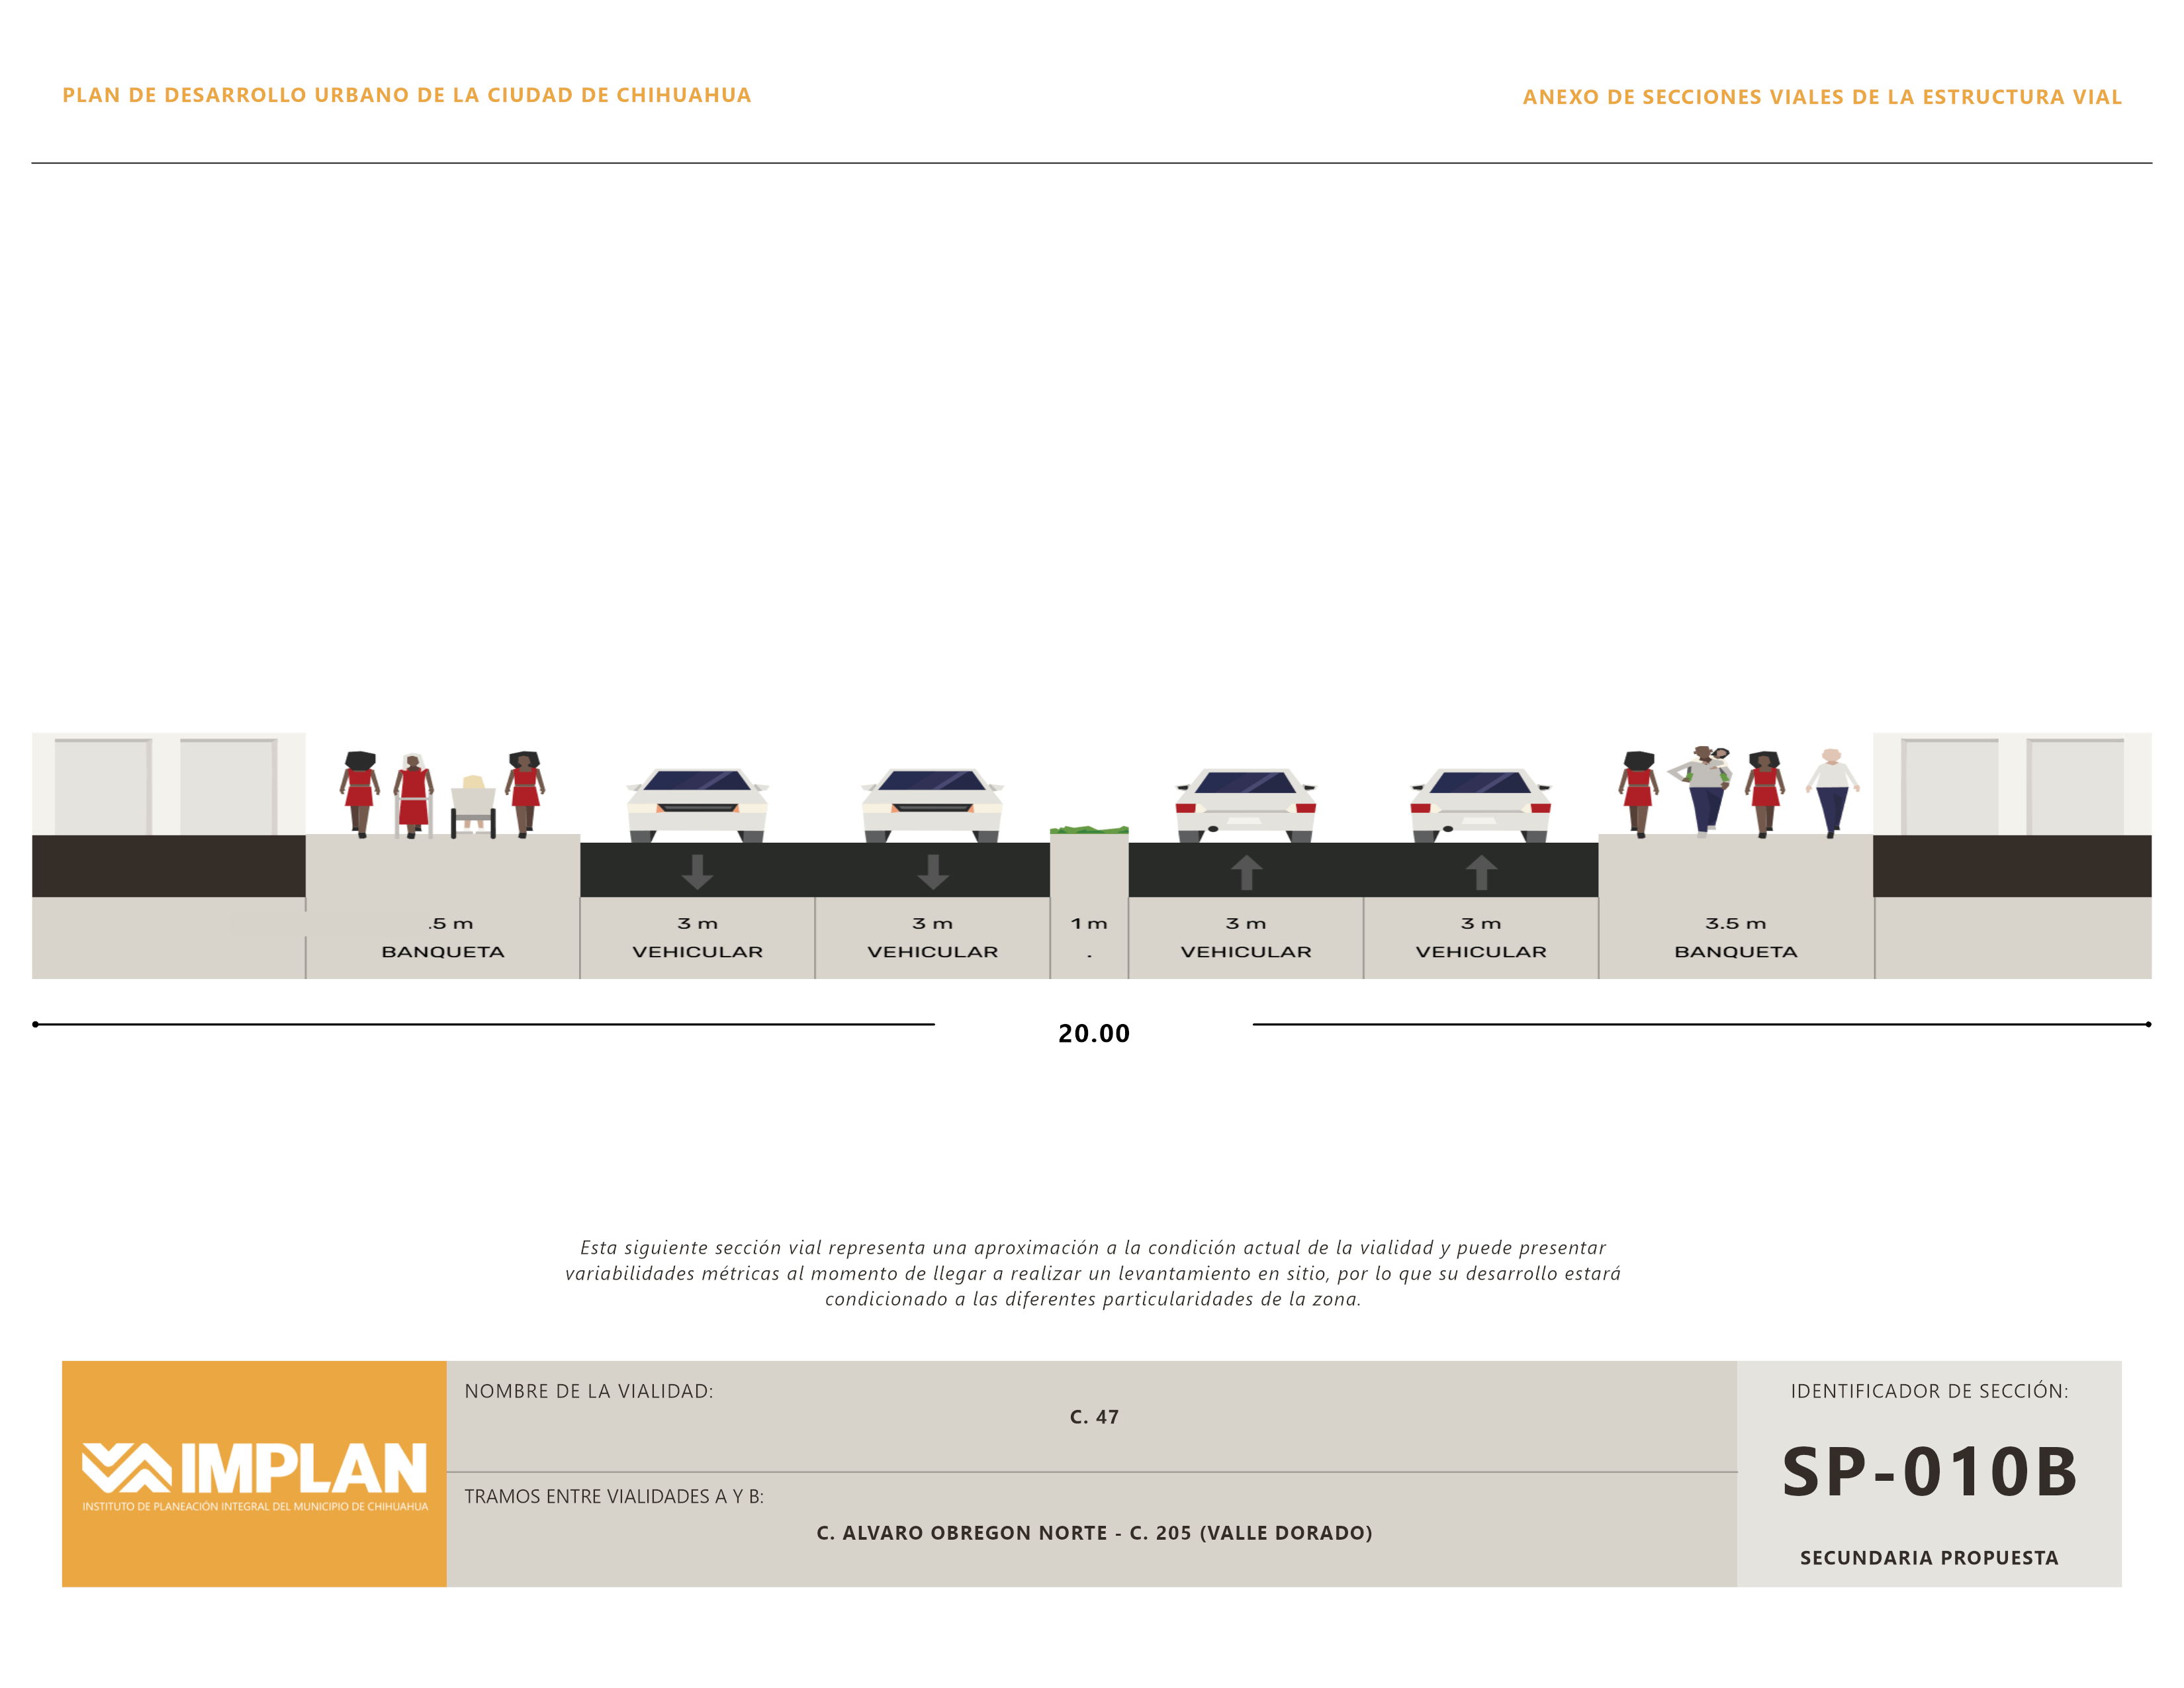 PLAN DE DESARROLLO URBANO DE LA CIUDAD DE CHIHUAHUA
ANEXO DE SECCIONES VIALES DE LA ESTRUCTURA VIAL
.5 m
BANQUETA
3 m
VEHICULAR
3 m
VEHICULAR
1 m
.
3 m
VEHICULAR
3 m
VEHICULAR
3.5 m
BANQUETA
20.00
Esta siguiente sección vial representa una aproximación a la condición actual de la vialidad y puede presentar
variabilidades métricas al momento de llegar a realizar un levantamiento en sitio, por lo que su desarrollo estará
condicionado a las diferentes particularidades de la zona.
IMPLAN
INSTITUTO DE PLANEACIÓN INTEGRAL DEL MUNICIPIO DE CHIHUAHUA
NOMBRE DE LA VIALIDAD:
C. 47
TRAMOS ENTRE VIALIDADES A Y B:
C. ALVARO OBREGON NORTE - C. 205 (VALLE DORADO)
IDENTIFICADOR DE SECCIÓN:
SP-010B
SECUNDARIA PROPUESTA